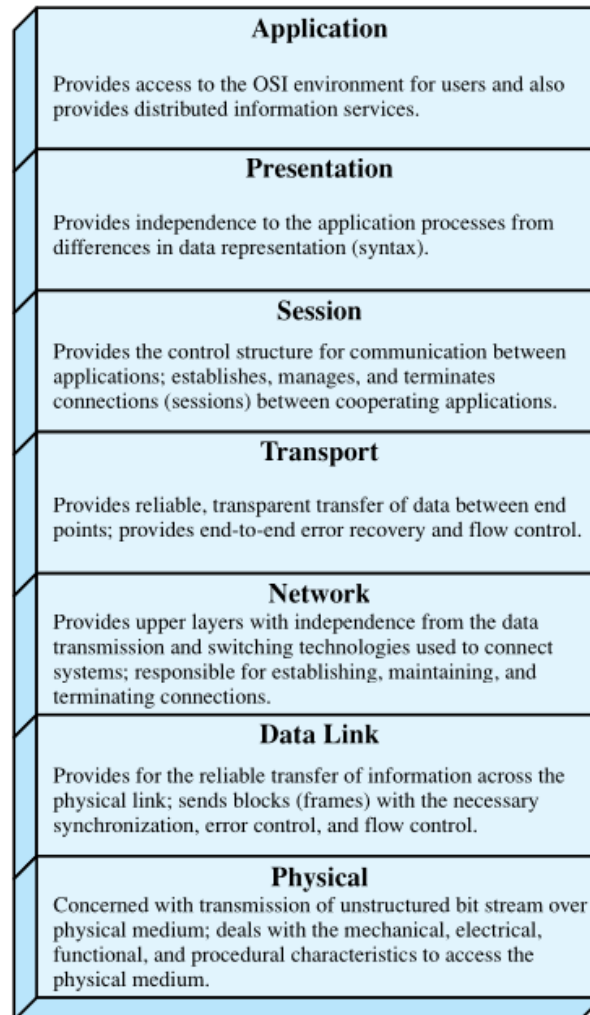 Application
Provides access to the OSI environment for users and also
provides distributed information services.
Presentation
Provides independence to the application processes from
differences in data representation (syntax).
Session
Provides the control structure for communication between
applications; establishes, manages, and terminates
connections (sessions) between cooperating applications.
Transport
Provides reliable, transparent transfer of data between end
points; provides end-to-end error recovery and flow control.
Network
Provides upper layers with independence from the data
transmission and switching technologies used to connect
systems; responsible for establishing, maintaining, and
terminating connections.
Data Link
Provides for the reliable transfer of information across the
physical link; sends blocks (frames) with the necessary
synchronization, error control, and flow control.
Physical
Concerned with transmission of unstructured bit stream over
physical medium; deals with the mechanical, electrical,
functional, and procedural characteristics to access the
physical medium.